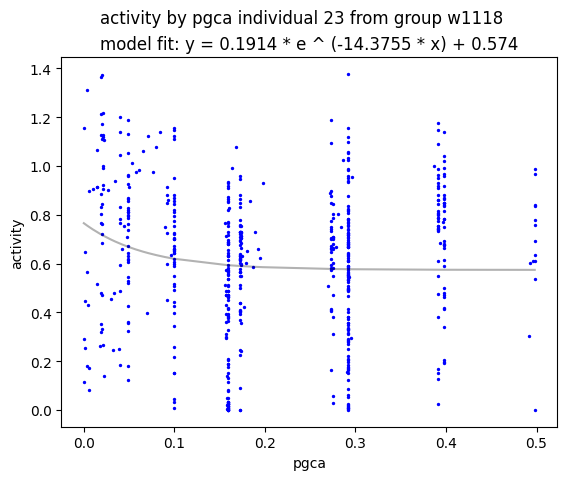 activity by pgca individual 23 from group w1118
model fit: y = 0.1914 * e ^ (-14.3755 * x) + 0.574
1.4
1.2
1.0
0.8
0.6
0.4
0.2
0.0
activity
0.0 0.1 0.2 0.3 0.4 0.5
pgca